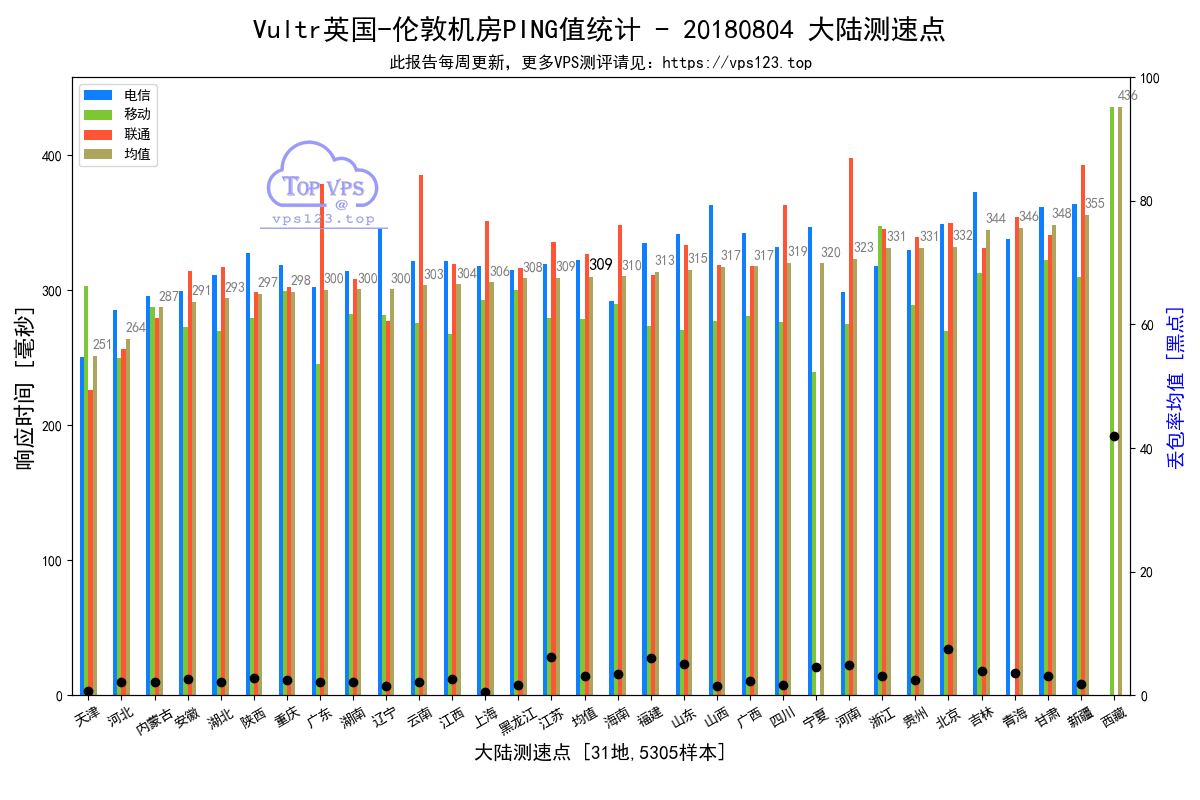 Vultr英国-伦敦机房PING值统计 - 20180804 大陆测速点
此报告每周更新，更多VPS测评请见：https://vps123.top
电信
移动
联通
均值
TOP VPS
@
vps123.top
响应时间 [毫秒]
400
300
200
100
0
251
264
287
291
293
297
298
300
300
300
303
304
306
308
309
309
310
313
315
317
317
319
320
323
331
331
332
344
346
348
355
436
100
80
60
40
20
0
丢包率均值 [黑点]
天津
河北
内蒙古
安徽
湖北
陕西
重庆
广东
湖南
辽宁
云南
江西
上海
黑龙江
江苏
均值
海南
福建
山东
山西
广西
四川
宁夏
河南
浙江
贵州
北京
吉林
青海
甘肃
新疆
西藏
大陆测速点 [31地,5305样本]